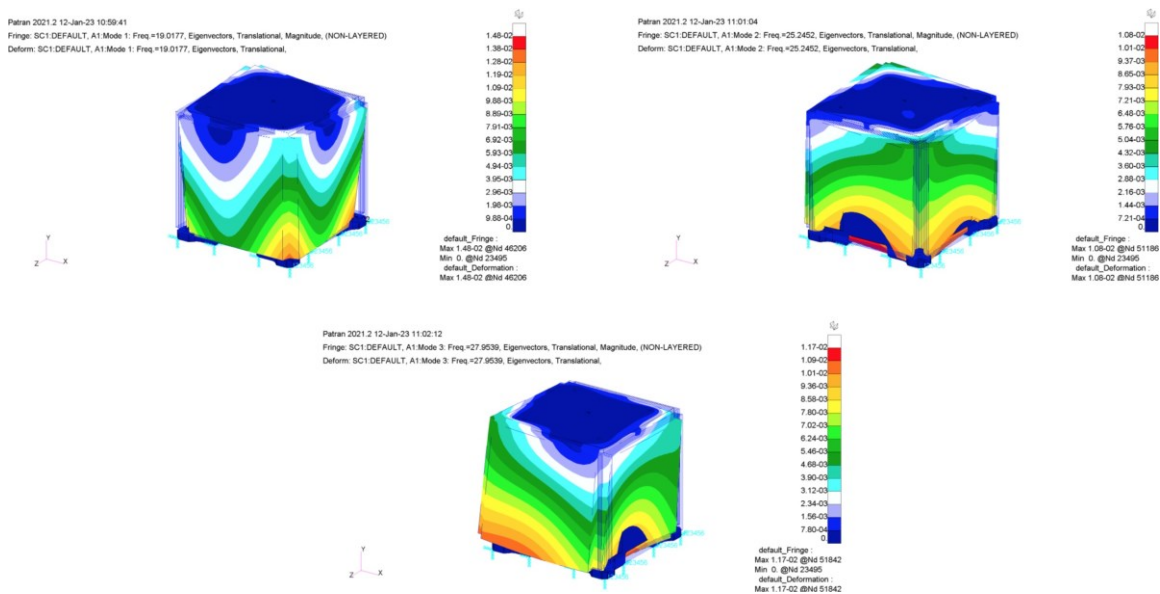 Patran 2021.2 12-Jan-23 10:59:41
Fringe: SC1:DEFAULT, A1:Mode 1: Freq.=19.0177, Eigenvectors, Translational, Magnitude, (NON-LAYERED)
Deform: SC1:DEFAULT, A1:Mode 1: Freq.=19.0177, Eigenvectors, Translational,
1.48-02
1.38-02
1.28-02
1.19-02
1.09-02
9.88-03
8.89-03
7.91-03
6.92-03
5.93-03
4.94-03
3.95-03
2.96-03
1.98-03
9.88-04
0.
default_Fringe :
Max 1.48-02 @Nd 46206
Min 0. @Nd 23495
default_Deformation :
Max 1.48-02 @Nd 46206
Y
Z
X
Patran 2021.2 12-Jan-23 11:01:04
Fringe: SC1:DEFAULT, A1:Mode 2: Freq.=25.2452, Eigenvectors, Translational, Magnitude, (NON-LAYERED)
Deform: SC1:DEFAULT, A1:Mode 2: Freq.=25.2452, Eigenvectors, Translational,
1.08-02
1.01-02
9.37-03
8.65-03
7.93-03
7.21-03
6.48-03
5.76-03
5.04-03
4.32-03
3.60-03
2.88-03
2.16-03
1.44-03
7.21-04
0.
default_Fringe :
Max 1.08-02 @Nd 51186
Min 0. @Nd 23495
default_Deformation :
Max 1.08-02 @Nd 51186
Y
Z
X
Patran 2021.2 12-Jan-23 11:02:12
Fringe: SC1:DEFAULT, A1:Mode 3: Freq.=27.9539, Eigenvectors, Translational, Magnitude, (NON-LAYERED)
Deform: SC1:DEFAULT, A1:Mode 3: Freq.=27.9539, Eigenvectors, Translational,
1.17-02
1.09-02
1.01-02
9.36-03
8.58-03
7.80-03
7.02-03
6.24-03
5.46-03
4.68-03
3.90-03
3.12-03
2.34-03
1.56-03
7.80-04
0.
default_Fringe :
Max 1.17-02 @Nd 51842
Min 0. @Nd 23495
default_Deformation :
Max 1.17-02 @Nd 51842
Y
Z
X